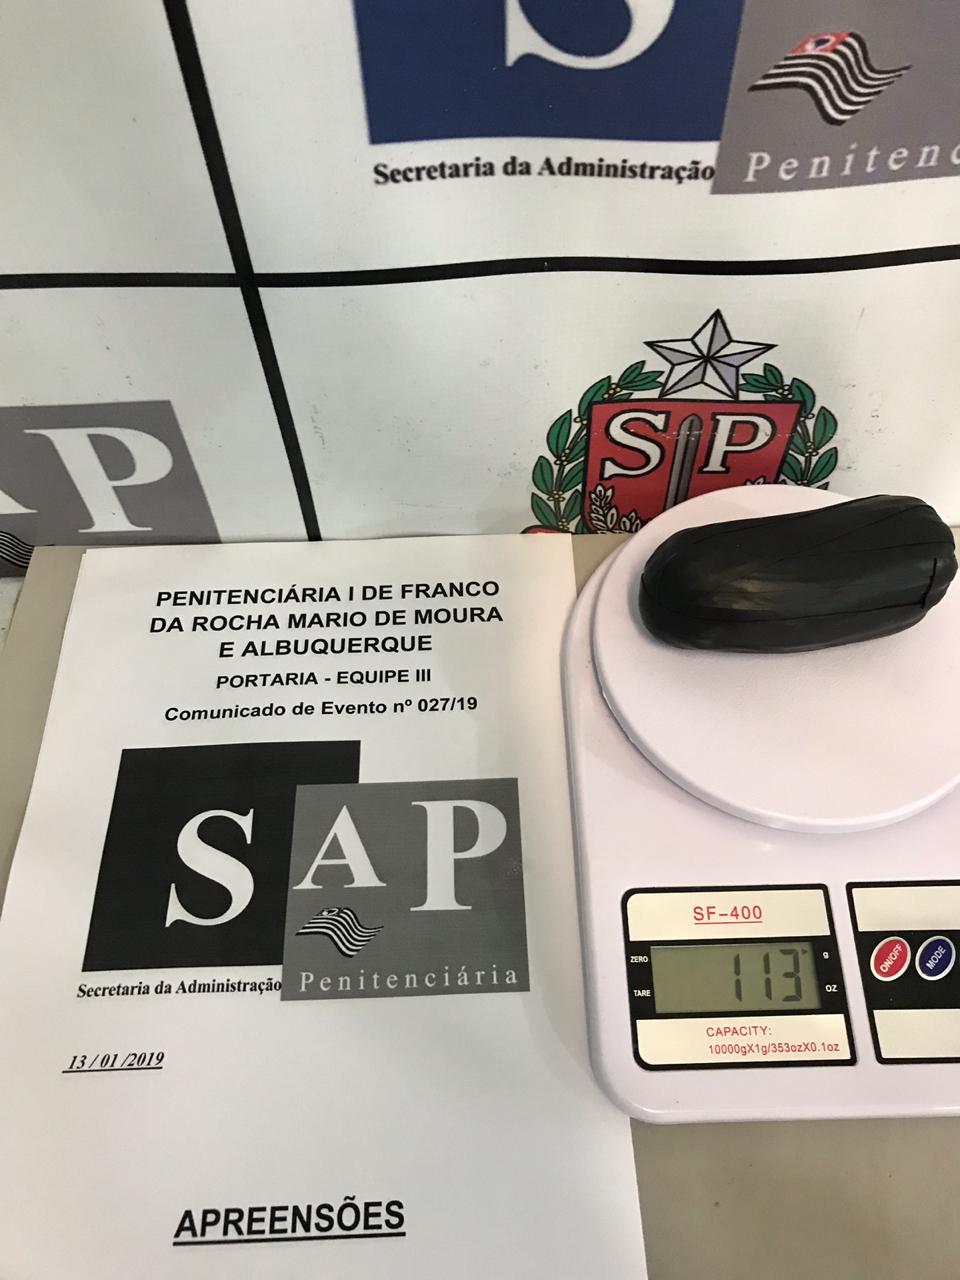 S
Secretaria da Administração
Penitenc
A P
S P
PENITENCIÁRIA I DE FRANCO
DA ROCHA MARIO DE MOURA
E ALBUQUERQUE
PORTARIA - EQUIPE III
Comunicado de Evento nº 027/19
S A P
Secretaria da Administração
Penitenciária
13/01/2019
APREENSÕES
SF-400
ZERO
TARE
113
g
OZ
CAPACITY:
10000gX1g/353ozX0.1oz
ON/OFF
MODE